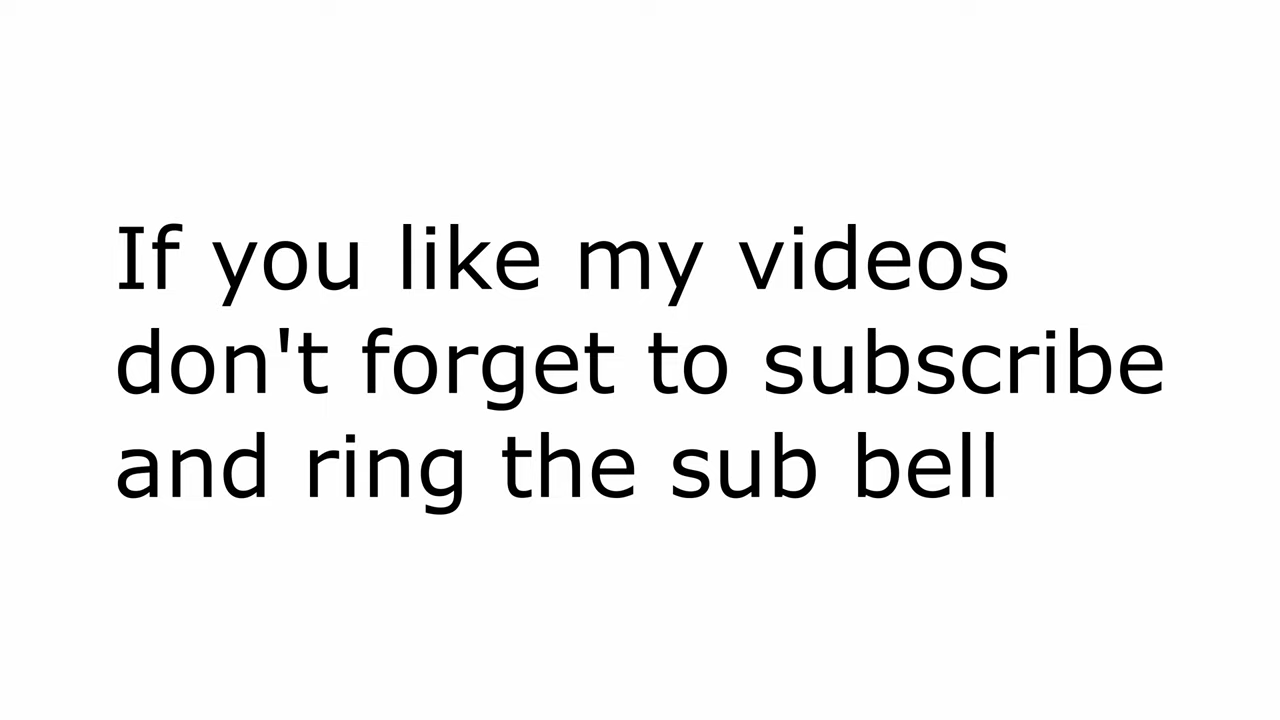 If you like my videos
don't forget to subscribe
and ring the sub bell